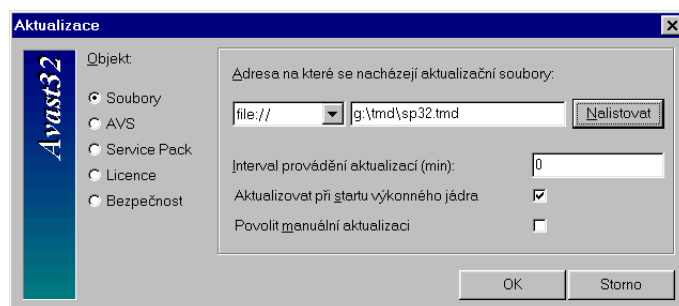 Aktualizace
Avast32
Objekt:
Soubory
AVS
Service Pack
Licence
Bezpečnost
Adresa na které se nacházejí aktualizační soubory:
file:// g:\tmd\sp32.tmd Nalistovat
Interval provádění aktualizací (min): 0
Aktualizovat při startu výkonného jádra
Povolit manuální aktualizaci
OK Storno